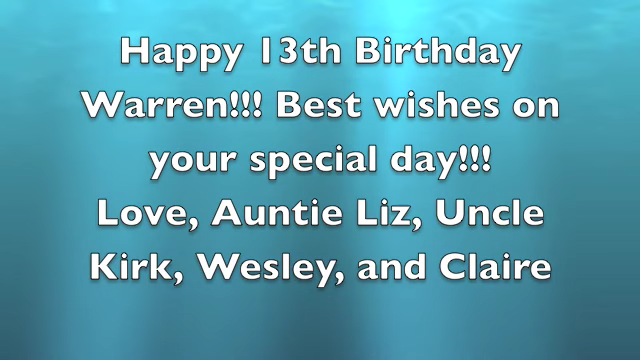 Happy 13th Birthday
Warren!!! Best wishes on
your special day!!!
Love, Auntie Liz, Uncle
Kirk, Wesley, and Claire